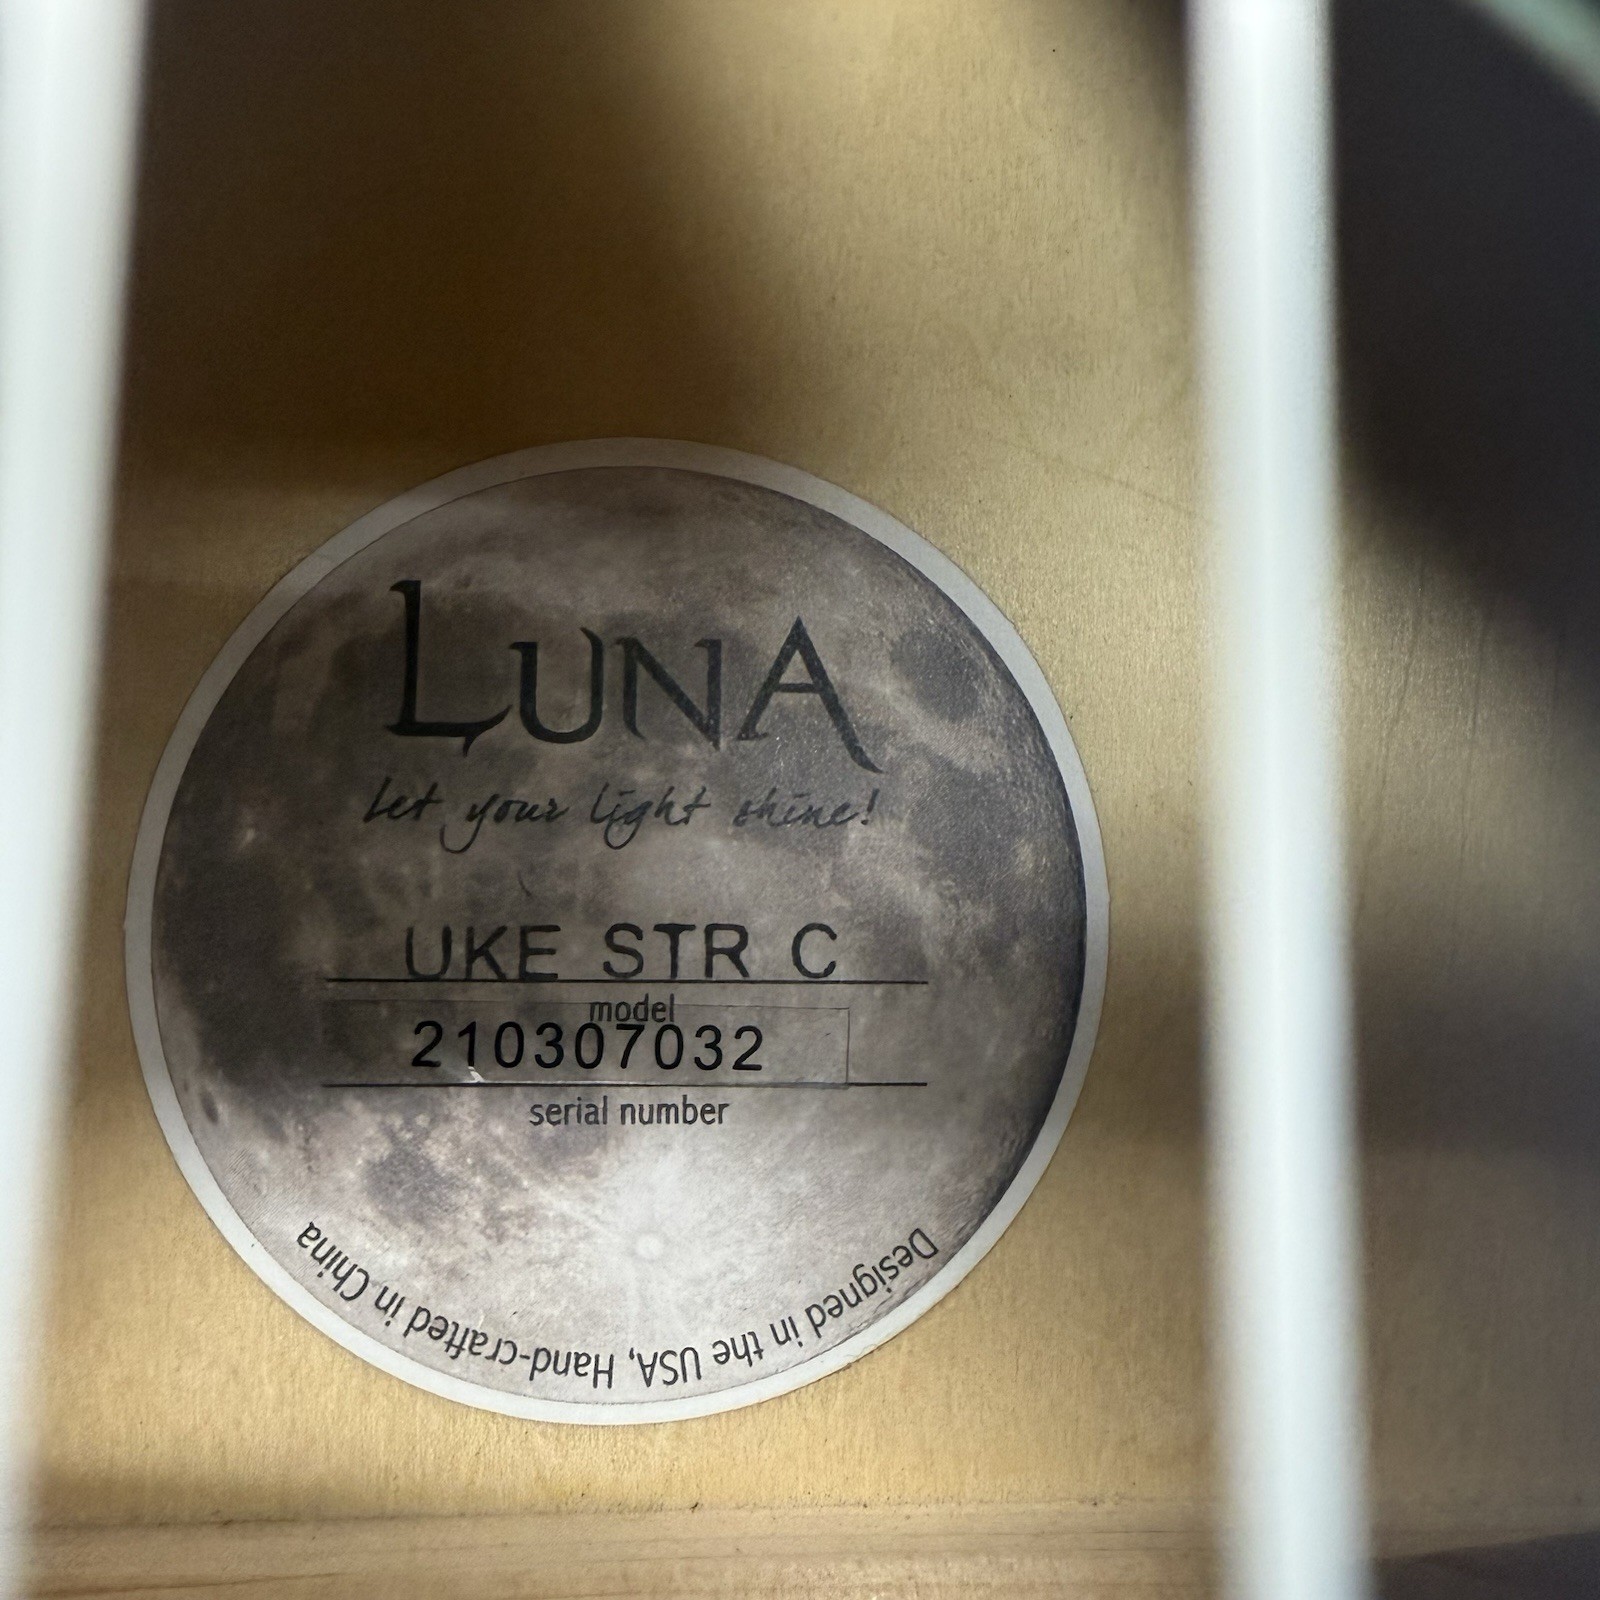 LUNA
let your light shine!
UKE STR C
model
210307032
serial number
Designed in the USA, Hand-crafted in China